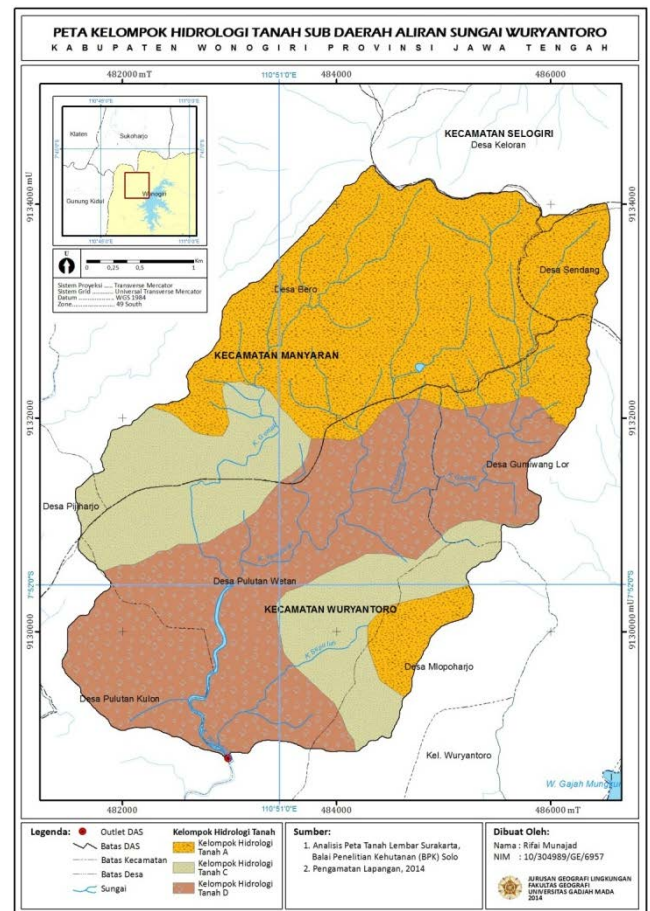 PETA KELOMPOK HIDROLOGI TANAH SUB DAERAH ALIRAN SUNGAI WURYANTORO
KABUPATEN WONOGIRI PROVINSI JAWA TENGAH
482000 mT
110°51'0"E
484000
486000
Klaten
Sukoharjo
Wonogiri
Gunung Kidul
U
0 0,25 0,5 1
Km
Sistem Proyeksi ..... Transverse Mercator
Sistem Grid ........... Universal Transverse Mercator
Datum .................. WGS 1984
Zone..................... 49 South
KECAMATAN SELOGIRI
Desa Keloran
9134000 mU
9134000
Desa Sendang
Desa Bero
KECAMATAN MANYARAN
9132000
9132000
Desa Gumiwang Lor
Desa Pijiharjo
7°52'0"S
7°52'0"S
Desa Pulutan Wetan
KECAMATAN WURYANTORO
9130000
9130000 mU
Desa Mlopoharjo
Desa Pulutan Kulon
Kel. Wuryantoro
W. Gajah
482000
110°51'0"E
484000
486000 mT
Legenda:
Outlet DAS
Batas DAS
Batas Kecamatan
Batas Desa
Sungai
Kelompok Hidrologi Tanah
Kelompok Hidrologi
Tanah A
Kelompok Hidrologi
Tanah C
Kelompok Hidrologi
Tanah D
Sumber:
1. Analisis Peta Tanah Lembar Surakarta,
Balai Penelitian Kehutanan (BPK) Solo
2. Pengamatan Lapangan, 2014
Dibuat Oleh:
Nama : Rifai Munajad
NIM : 10/304989/GE/6957
JURUSAN GEOGRAFI LINGKUNGAN
FAKULTAS GEOGRAFI
UNIVERSITAS GADJAH MADA
2014